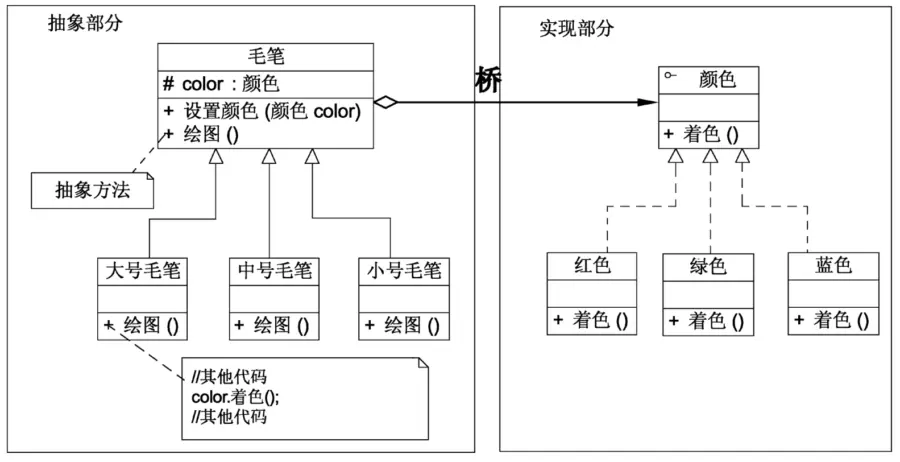 抽象部分
毛笔
# color : 颜色
+ 设置颜色 (颜色 color)
+ 绘图 ()
抽象方法
大号毛笔
+ 绘图 ()
中号毛笔
+ 绘图 ()
小号毛笔
+ 绘图 ()
//其他代码
color.着色();
//其他代码
桥
实现部分
颜色
+ 着色 ()
红色
+ 着色 ()
绿色
+ 着色 ()
蓝色
+ 着色 ()